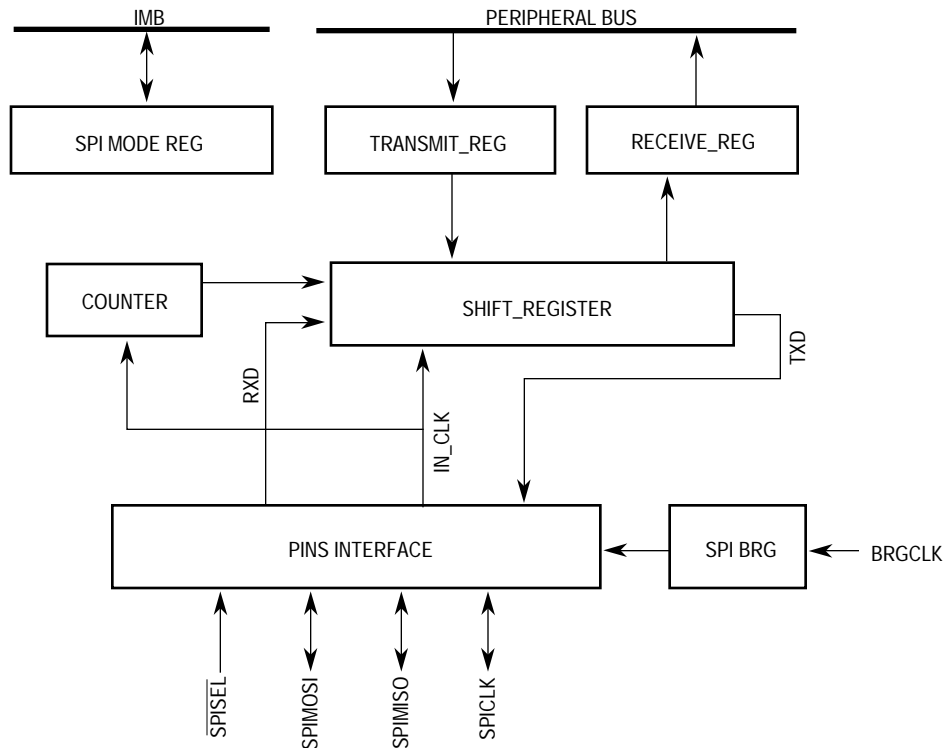 IMB
PERIPHERAL BUS
SPI MODE REG
TRANSMIT_REG
RECEIVE_REG
COUNTER
SHIFT_REGISTER
RXD
IN_CLK
TXD
PINS INTERFACE
SPI BRG
BRGCLK
SPISEL
SPIMOSI
SPIMISO
SPICLK